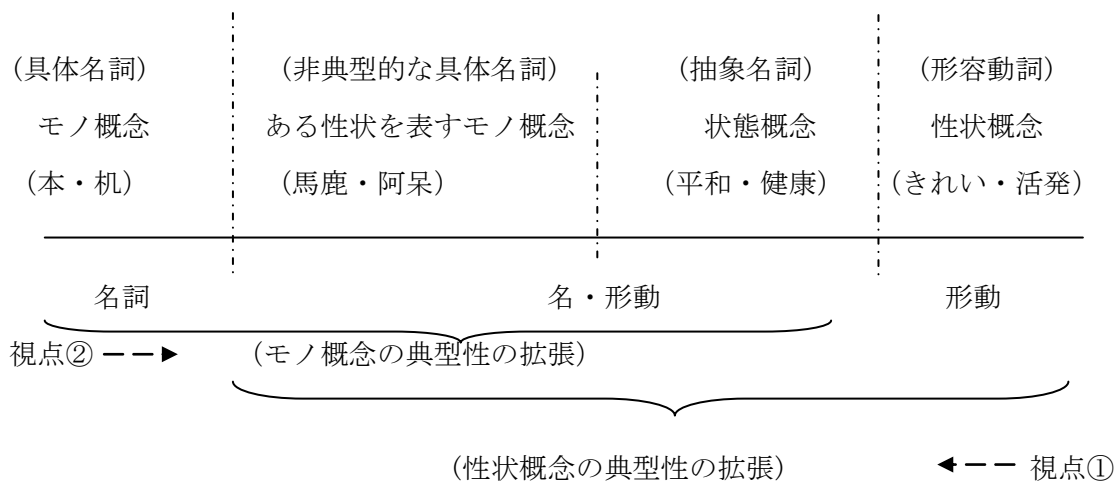 (具体名詞) (非典型的な具体名詞) (抽象名詞) (形容動詞)
モノ概念 ある性状を表すモノ概念 状態概念 性状概念
(本・机) (馬鹿・阿呆) (平和・健康) (きれい・活発)
名詞 名・形動 形動
視点② (モノ概念の典型性の拡張)
(性状概念の典型性の拡張) 視点①